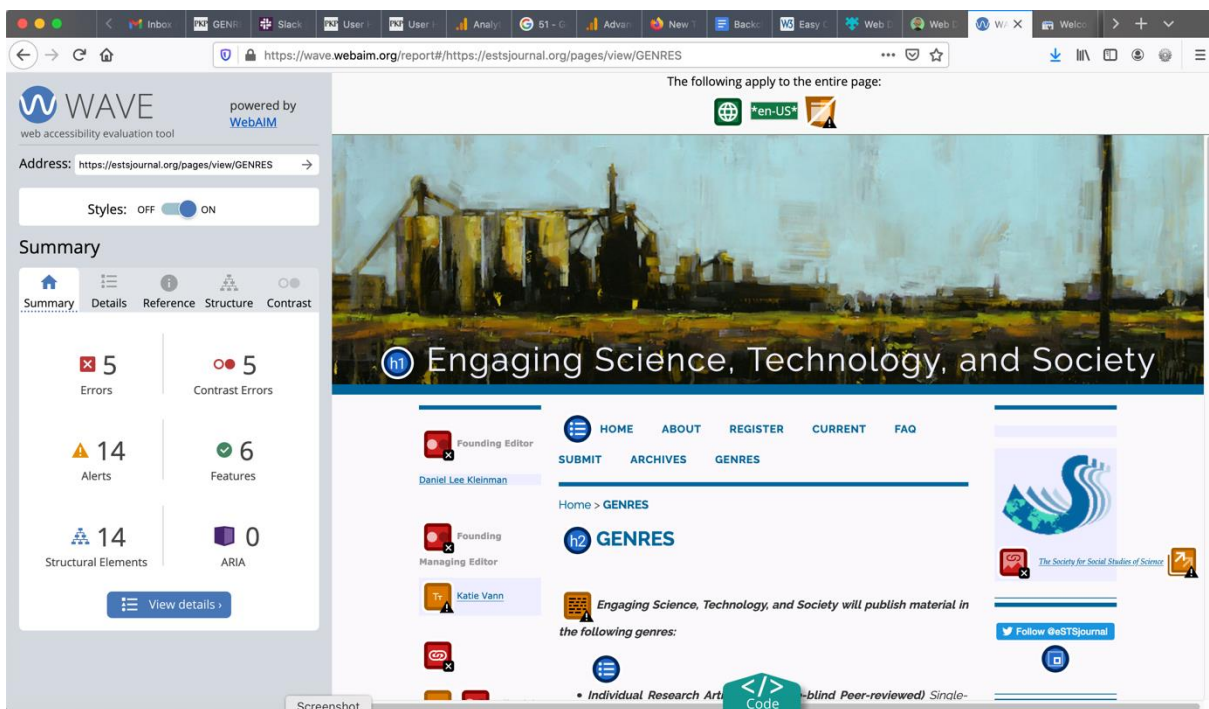 Inbox
GENR
Slack
User
User
Analy
51 - G
Advan
New T
Backo
Easy
Web D
Web D
WA
Welco
https://wave.webaim.org/report#/https://estsjournal.org/pages/view/GENRES
WAVE
web accessibility evaluation tool
powered by
WebAIM
Address: https://estsjournal.org/pages/view/GENRES
Styles: OFF ON
Summary
Summary Details Reference Structure Contrast
5
Errors
5
Contrast Errors
14
Alerts
6
Features
14
Structural Elements
0
ARIA
View details ›
The following apply to the entire page:
*en-US*
h1 Engaging Science, Technology, and Society
Founding Editor
Daniel Lee Kleinman
Founding
Managing Editor
Katie Vann
HOME ABOUT REGISTER CURRENT FAQ
SUBMIT ARCHIVES GENRES
Home > GENRES
h2 GENRES
Engaging Science, Technology, and Society will publish material in
the following genres:
• Individual Research Art -blind Peer-reviewed) Single-
The Society for Social Studies of Science
Follow @eSTSjournal
</>
Code
Screenshot